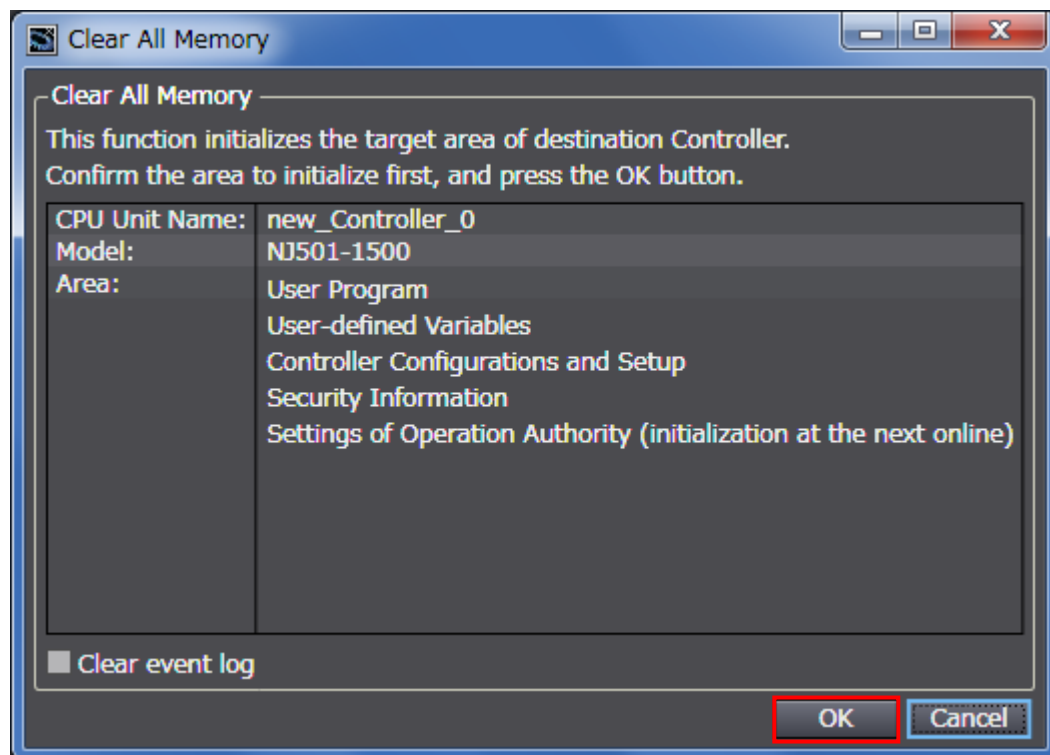 Clear All Memory
Clear All Memory
This function initializes the target area of destination Controller.
Confirm the area to initialize first, and press the OK button.
CPU Unit Name: new_Controller_0
Model: NJ501-1500
Area: User Program
User-defined Variables
Controller Configurations and Setup
Security Information
Settings of Operation Authority (initialization at the next online)
Clear event log
OK Cancel